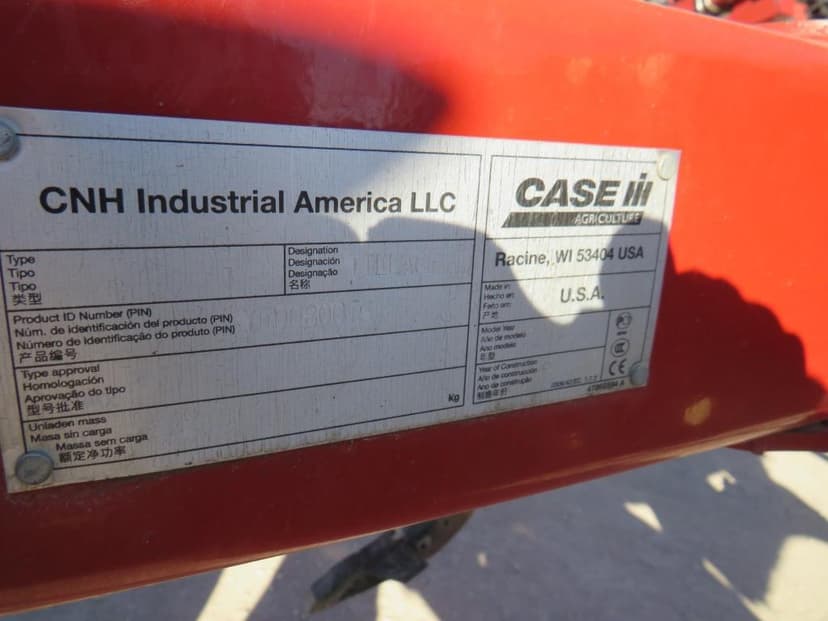 CNH Industrial America LLC
Type
Tipo
Tipo
类型
Designation
Designación
Designação
名称
Product ID Number (PIN)
Núm. de identificación del producto (PIN)
Número de Identificação do produto (PIN)
产品编号
Type approval
Homologación
Aprovação do tipo
型号批准
Unladen mass
Masa sin carga
Massa sem carga
额定净功率
Kg
CASE IH
AGRICULTURE
Racine, WI 53404 USA
Made in:
Hecho en:
Feito em:
产地
U.S.A.
Model Year
Año de modelo
Ano modelo
年型
Year of Construction
Año de construcción
Ano de construção
制造年份
CE